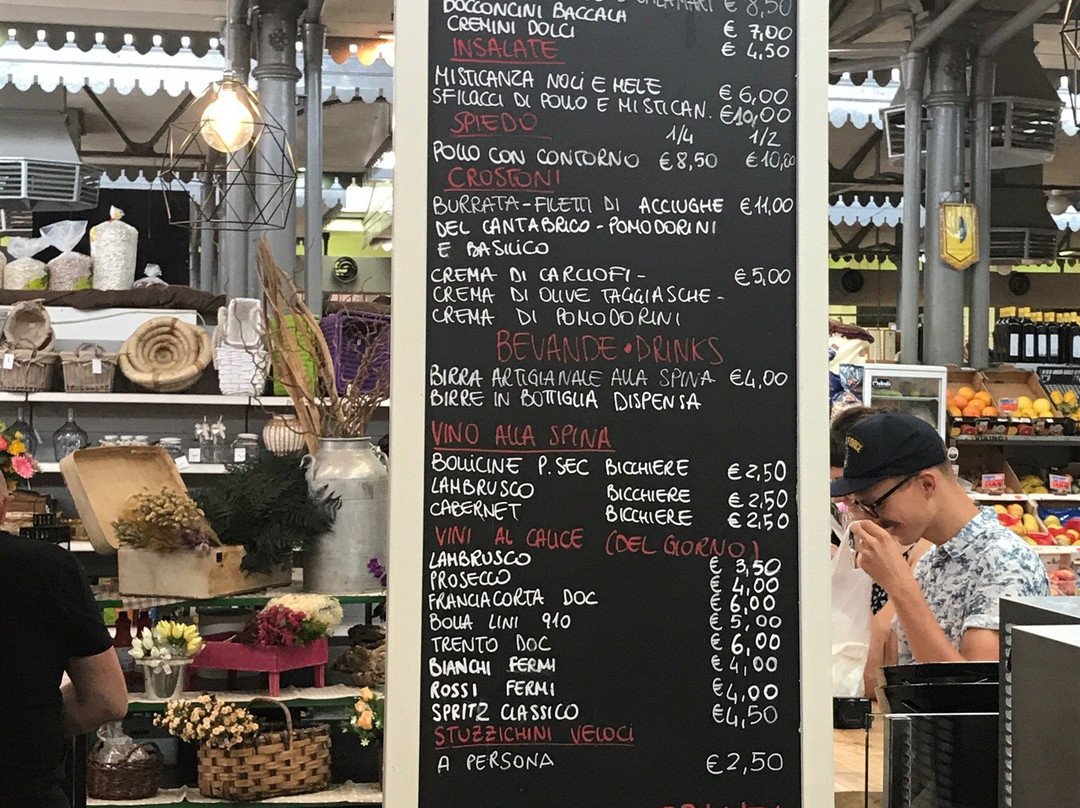 € 8,50
BOCCONCINI BACCALA € 7,00
CREMINI DOLCI € 4,50
INSALATE
MISTICANZA NOCI E MELE € 6,00
SFILACCI DI POLLO E MISTICAN. €10,00
SPIEDO 1/4 1/2
POLLO CON CONTORNO €8,50 €10,80
CROSTONI
BURRATA-FILETTI DI ACCIUGHE €11,00
DEL CANTABRICO-POMODORINI
E BASILICO
CREMA DI CARCIOFI- €5,00
CREMA DI OLIVE TAGGIASCHE-
CREMA DI POMODORINI
BEVANDE•DRINKS
BIRRA ARTIGIANALE ALLA SPINA €4,00
BIRRE IN BOTTIGLIA DISPENSA
VINO ALLA SPINA
BOLLICINE P.SEC BICCHIERE €2,50
LAMBRUSCO BICCHIERE €2,50
CABERNET BICCHIERE €2,50
VINI AL CALICE (DEL GIORNO)
LAMBRUSCO € 3,50
PROSECCO € 4,00
FRANCIACORTA DOC € 6,00
BOLLA LINI 910 € 5,00
TRENTO DOC € 6,00
BIANCHI FERMI € 4,00
ROSSI FERMI €4,00
SPRITZ CLASSICO €4,50
STUZZICHINI VELOCI
A PERSONA €2,50